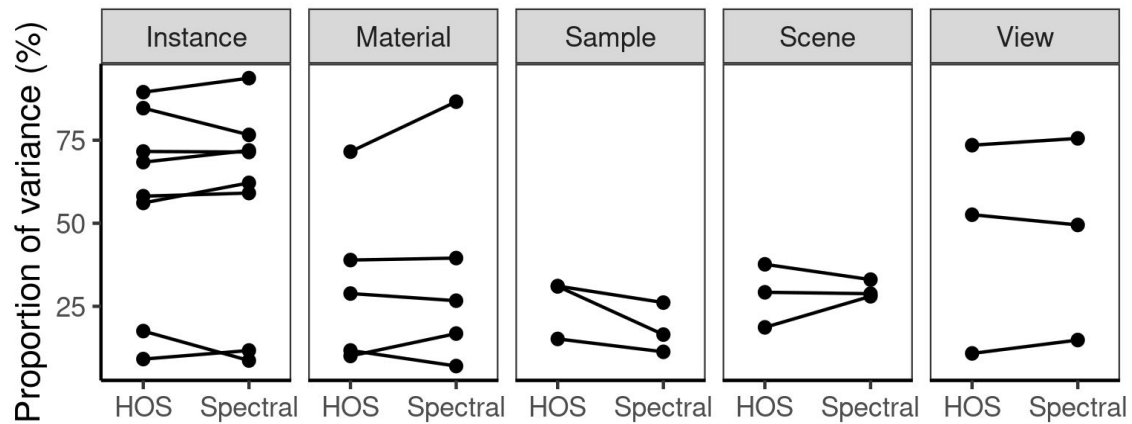 Instance
Material
Sample
Scene
View
Proportion of variance (%)
75
50
25
HOS Spectral
HOS Spectral
HOS Spectral
HOS Spectral
HOS Spectral